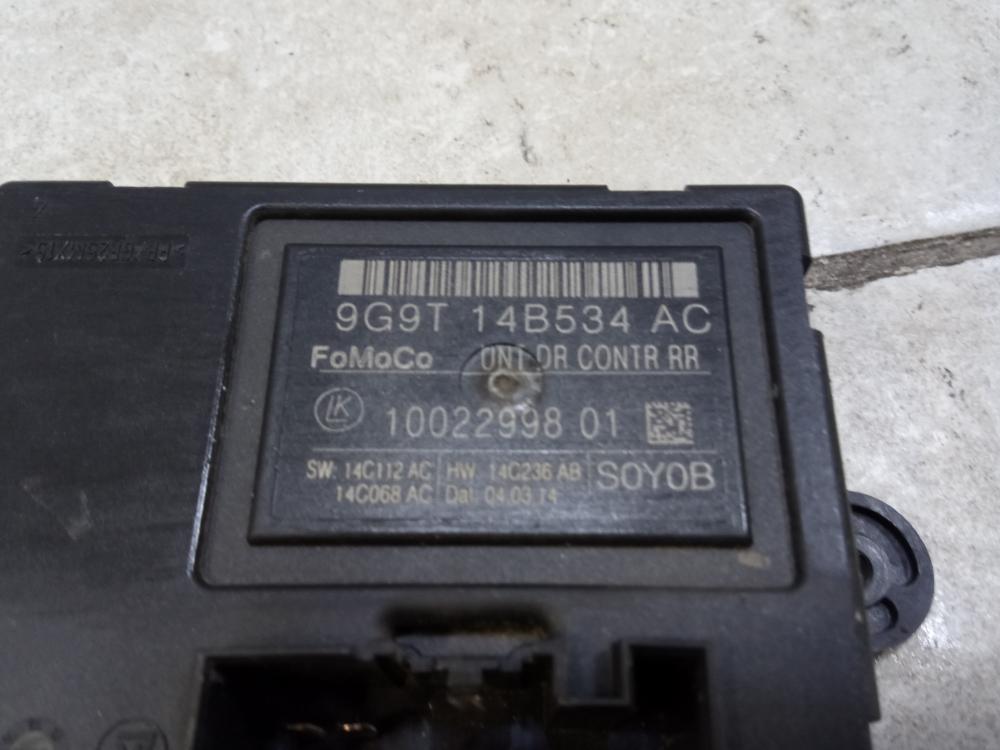 9G9T 14B534 AC
FoMoCo UNT DR CONTR RR
LK 10022998 01
SW: 14C112 AC HW 14C236 AB S0Y0B
14C068 AC Dat 04.03.14